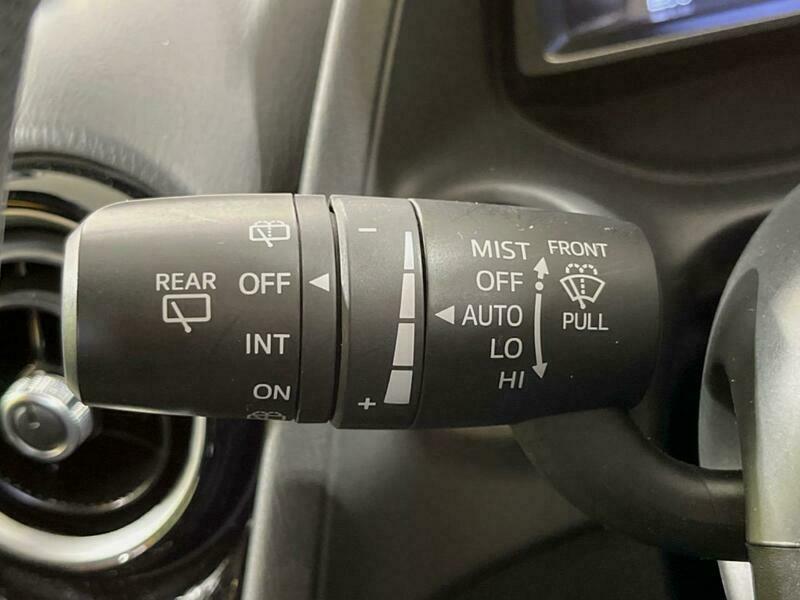 REAR
OFF
INT
ON
−
+
MIST
OFF
AUTO
LO
HI
FRONT
PULL